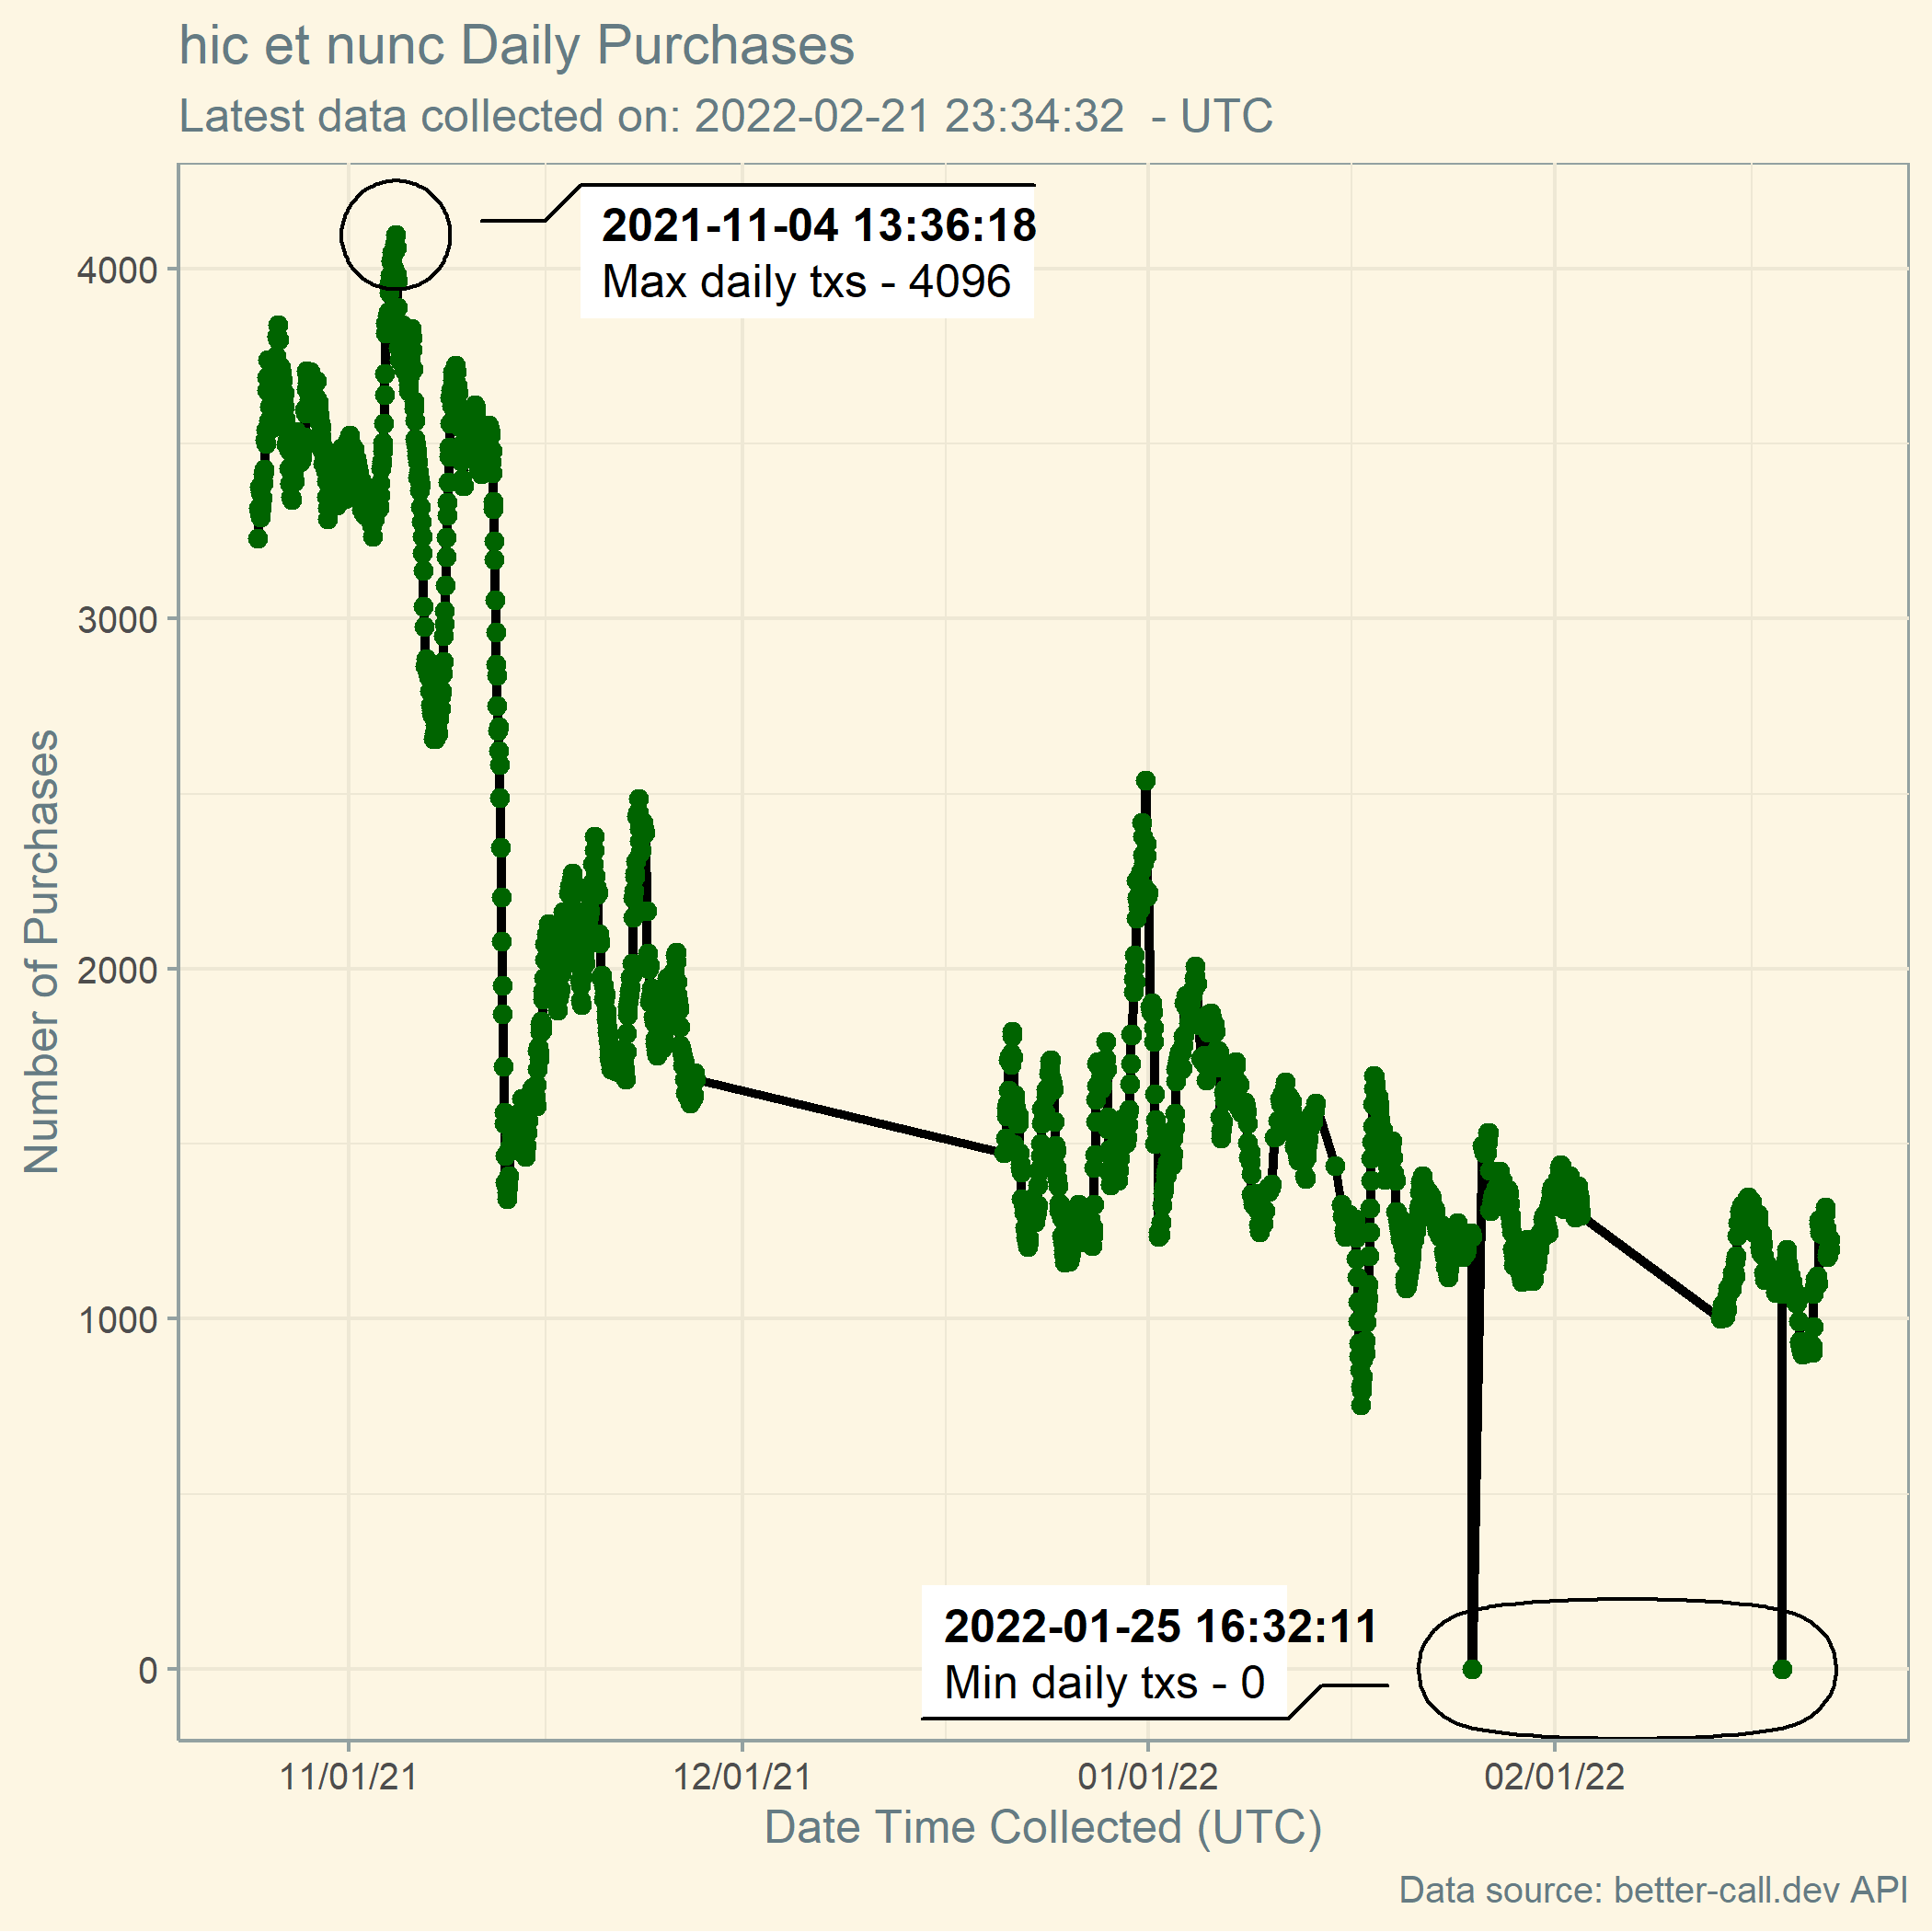 hic et nunc Daily Purchases
Latest data collected on: 2022-02-21 23:34:32  - UTC
2021-11-04 13:36:18
Max daily txs - 4096
4000
3000
2000
1000
0
Number of Purchases
2022-01-25 16:32:11
Min daily txs - 0
11/01/21
12/01/21
01/01/22
02/01/22
Date Time Collected (UTC)
Data source: better-call.dev API